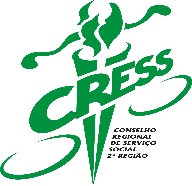 CRESS
CONSELHO
REGIONAL
DE SERVIÇO
SOCIAL
2ª REGIÃO